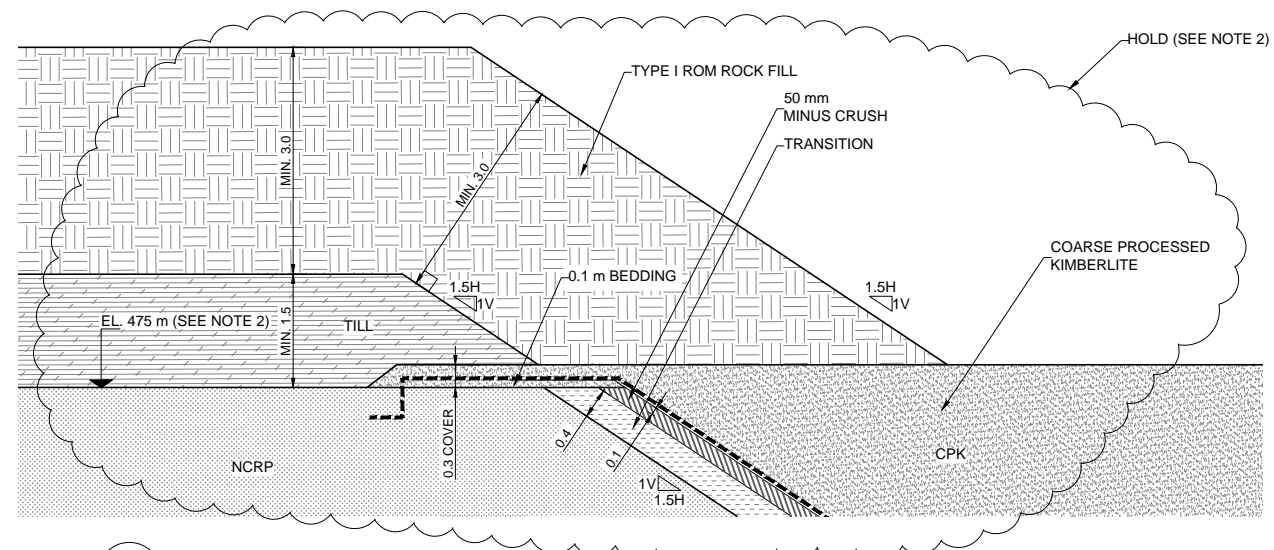 HOLD (SEE NOTE 2)
TYPE I ROM ROCK FILL
50 mm
MINUS CRUSH
TRANSITION
MIN. 3.0
MIN. 3.0
COARSE PROCESSED
KIMBERLITE
0.1 m BEDDING
1.5H
1V
1.5H
1V
EL. 475 m (SEE NOTE 2)
TILL
MIN. 1.5
0.3 COVER
0.4
0.1
CPK
NCRP
1V
1.5H